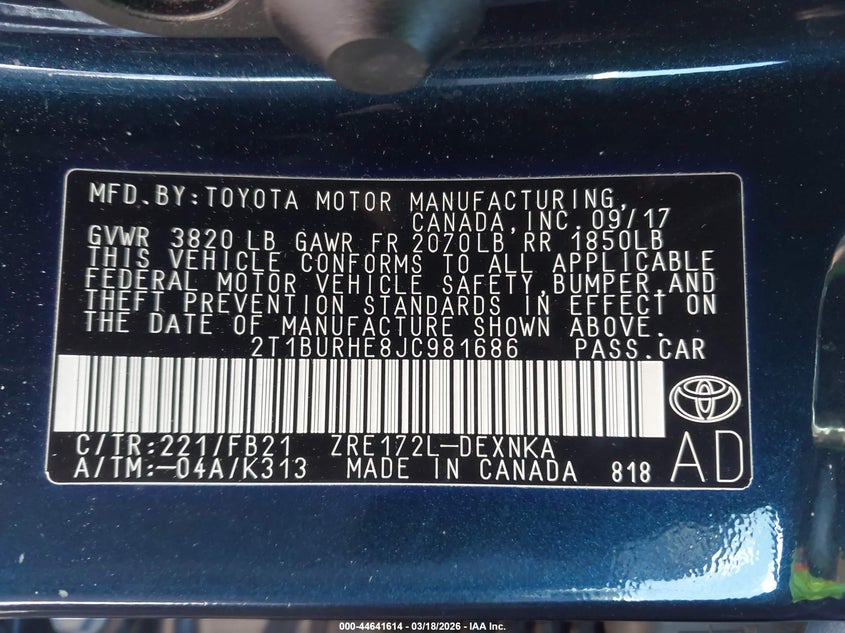 MFD.BY:TOYOTA MOTOR MANUFACTURING,
CANADA,INC.09/17
GVWR 3820 LB GAWR FR 2070LB RR 1850LB
THIS VEHICLE CONFORMS TO ALL APPLICABLE
FEDERAL MOTOR VEHICLE SAFETY,BUMPER,AND
THEFT PREVENTION STANDARDS IN EFFECT ON
THE DATE OF MANUFACTURE SHOWN ABOVE.
2T1BURHE8JC981686 PASS.CAR
C/TR:221/FB21 ZRE172L-DEXNKA
A/TM:-04A/K313 MADE IN CANADA 818 AD
000-44641614 - 03/18/2026 - IAA Inc.